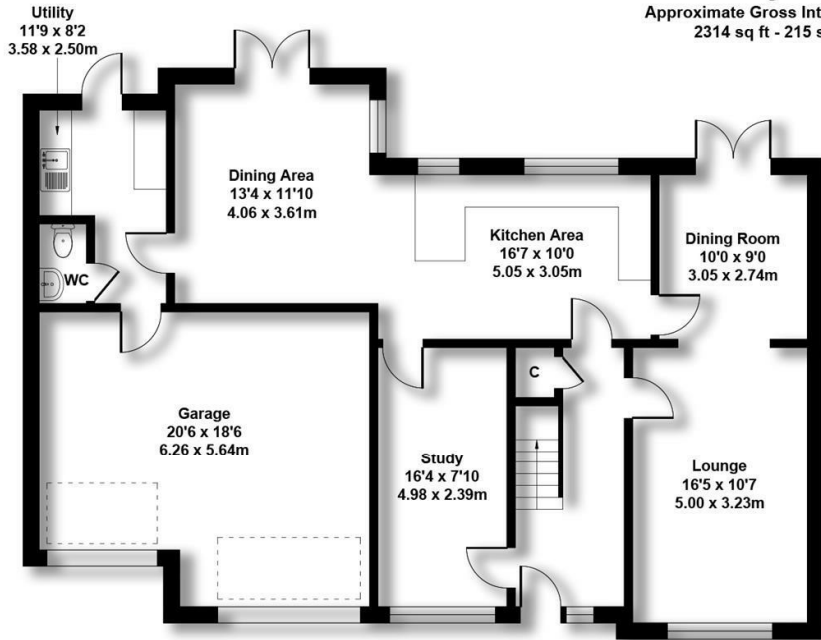 Utility
11'9 x 8'2
3.58 x 2.50m
Approximate Gross Int
2314 sq ft - 215 s
Dining Area
13'4 x 11'10
4.06 x 3.61m
Kitchen Area
16'7 x 10'0
5.05 x 3.05m
Dining Room
10'0 x 9'0
3.05 x 2.74m
WC
C
Garage
20'6 x 18'6
6.26 x 5.64m
Study
16'4 x 7'10
4.98 x 2.39m
Lounge
16'5 x 10'7
5.00 x 3.23m